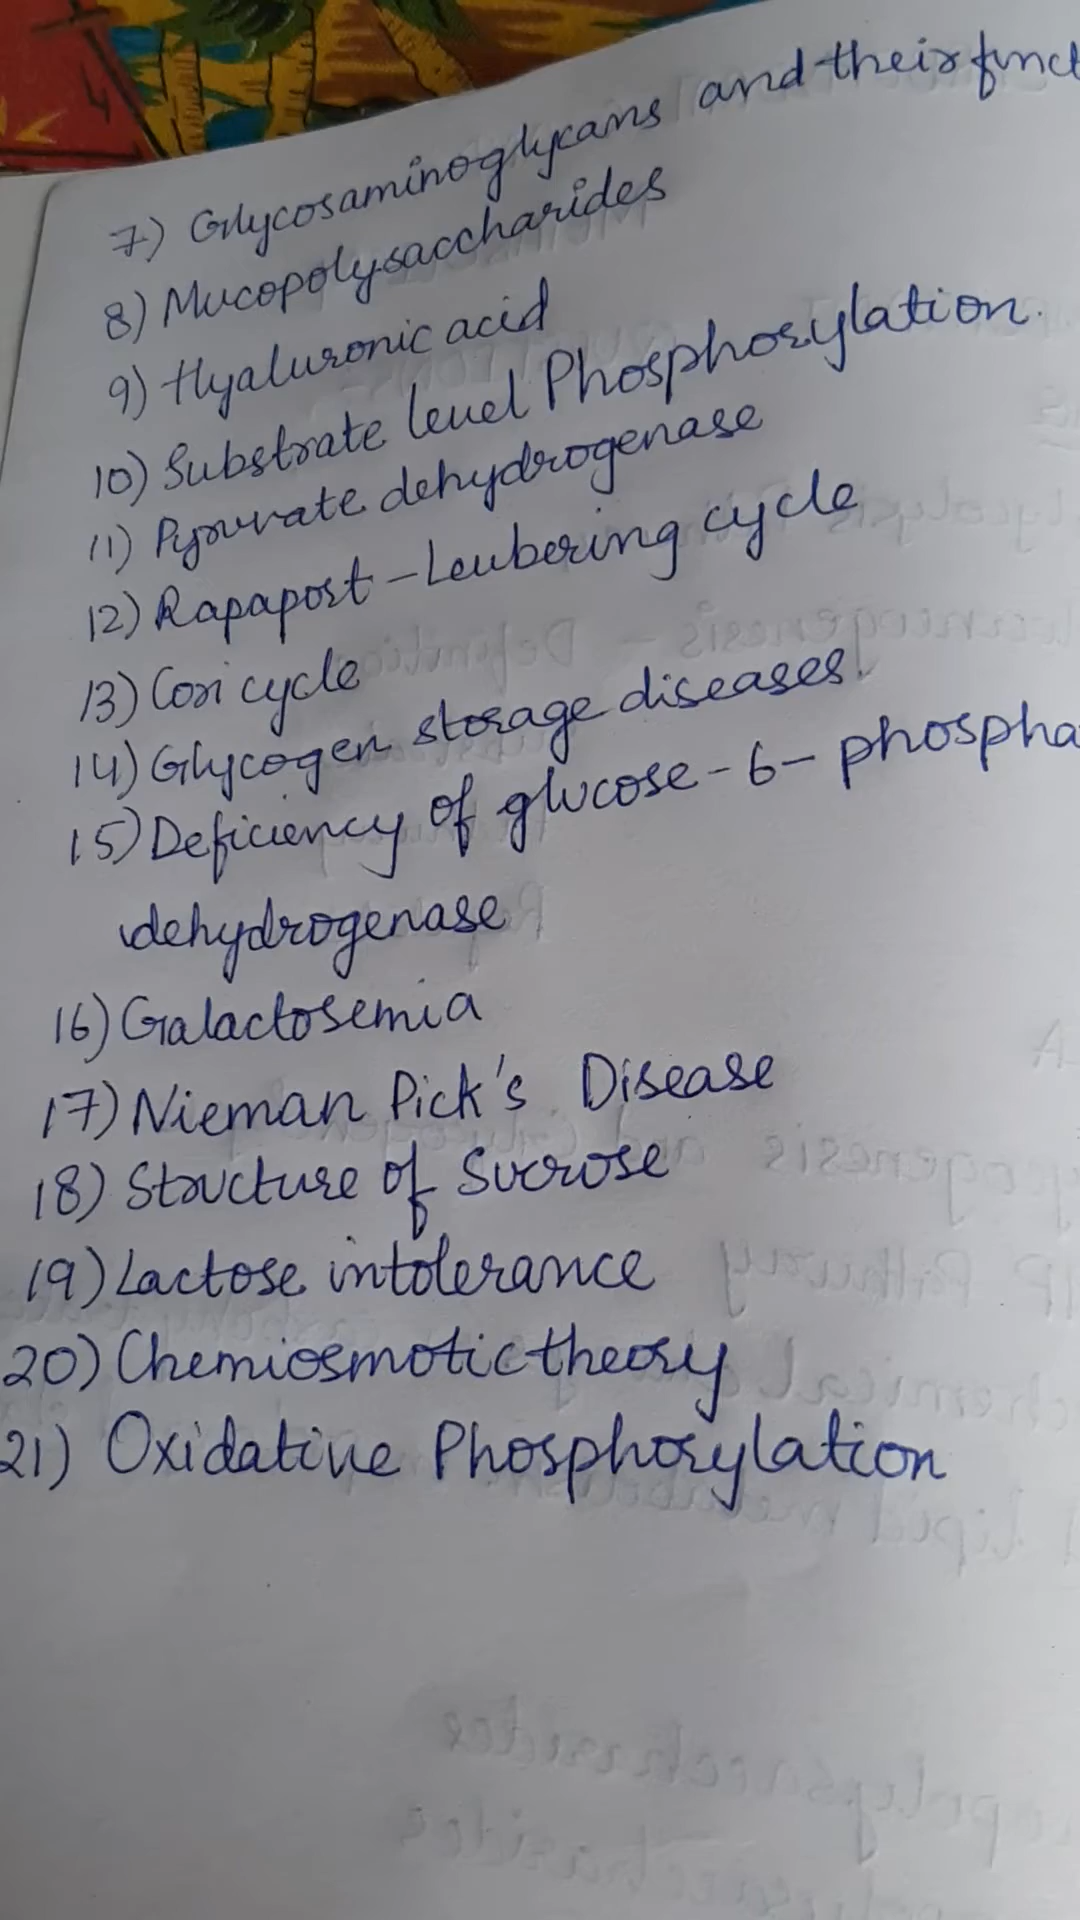 7) Glycosaminoglycans and their funct
8) Mucopolysaccharides
9) Hyaluronic acid
10) Substrate level Phosphorylation.
11) Pyruvate dehydrogenase
12) Rapaport - Leubering cycle
13) Cori cycle
14) Glycogen storage diseases.
15) Deficiency of glucose-6-phospha
dehydrogenase
16) Galactosemia
17) Nieman Pick's Disease
18) Structure of Sucrose
19) Lactose intolerance
20) Chemiosmotic theory
21) Oxidative Phosphorylation